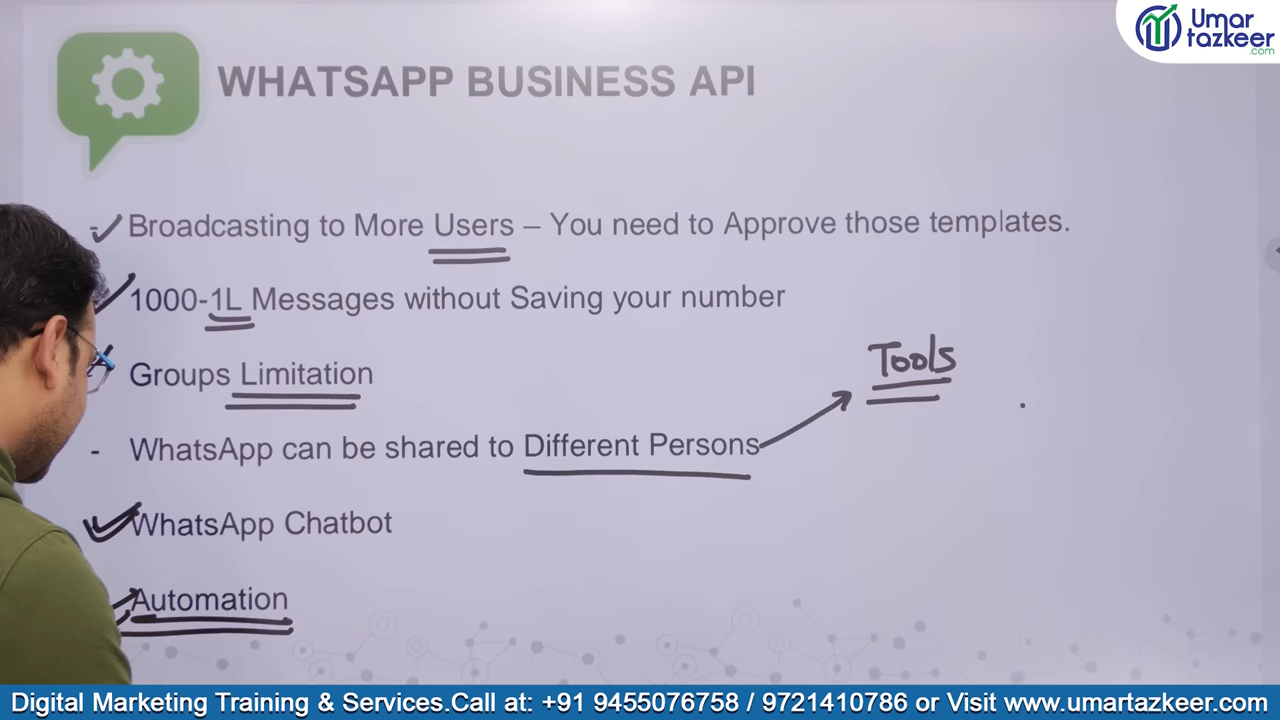 Umar
tazkeer
.com
WHATSAPP BUSINESS API
- Broadcasting to More Users – You need to Approve those templates.
1000-1L Messages without Saving your number
Tools
Groups Limitation
- WhatsApp can be shared to Different Persons
WhatsApp Chatbot
Automation
Digital Marketing Training & Services.Call at: +91 9455076758 / 9721410786 or Visit www.umartazkeer.com